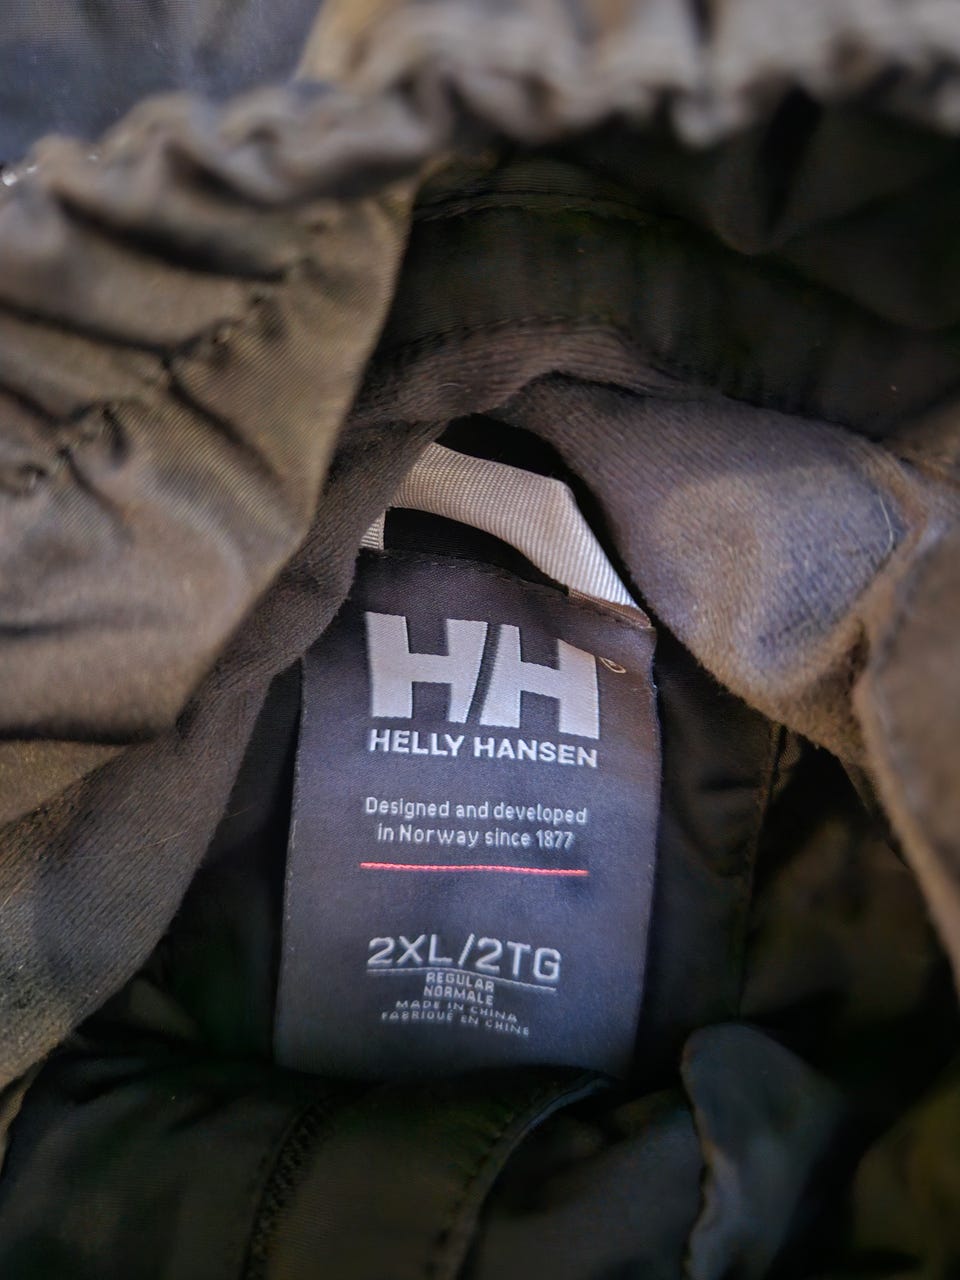 HH®
HELLY HANSEN
Designed and developed
in Norway since 1877
2XL/2TG
REGULAR
NORMALE
MADE IN CHINA
FABRIQUÉ EN CHINE